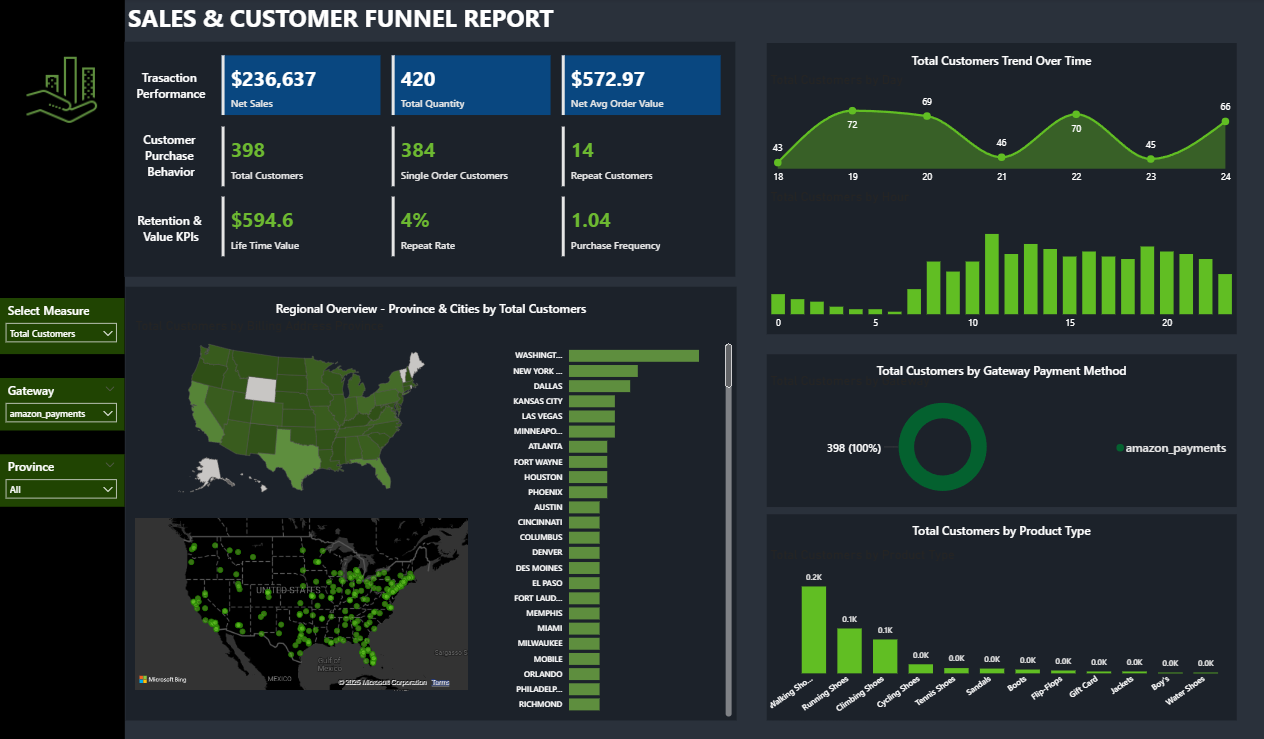 SALES & CUSTOMER FUNNEL REPORT
Trasaction
Performance
$236,637
Net Sales
420
Total Quantity
$572.97
Net Avg Order Value
Customer
Purchase
Behavior
398
Total Customers
384
Single Order Customers
14
Repeat Customers
Retention &
Value KPIs
$594.6
Life Time Value
4%
Repeat Rate
1.04
Purchase Frequency
Select Measure
Total Customers
Gateway
amazon_payments
Province
All
Regional Overview - Province & Cities by Total Customers
WASHINGT...
NEW YORK ...
DALLAS
KANSAS CITY
LAS VEGAS
MINNEAPO...
ATLANTA
FORT WAYNE
HOUSTON
PHOENIX
AUSTIN
CINCINNATI
COLUMBUS
DENVER
DES MOINES
EL PASO
FORT LAUD...
MEMPHIS
MIAMI
MILWAUKEE
MOBILE
ORLANDO
PHILADELP...
RICHMOND
UNITED STATES
Gulf of
Mexico
MEXICO
Sargasso S
Microsoft Bing
© 2025 Microsoft Corporation Terms
Total Customers Trend Over Time
43
72
69
46
70
45
66
18 19 20 21 22 23 24
0 5 10 15 20
Total Customers by Gateway Payment Method
398 (100%)
amazon_payments
Total Customers by Product Type
0.2K
0.1K
0.1K
0.0K
0.0K
0.0K
0.0K
0.0K
0.0K
0.0K
0.0K
0.0K
Walking Sho...
Running Shoes
Climbing Shoes
Cycling Shoes
Tennis Shoes
Sandals
Boots
Flip-Flops
Gift Card
Jackets
Boy's
Water Shoes